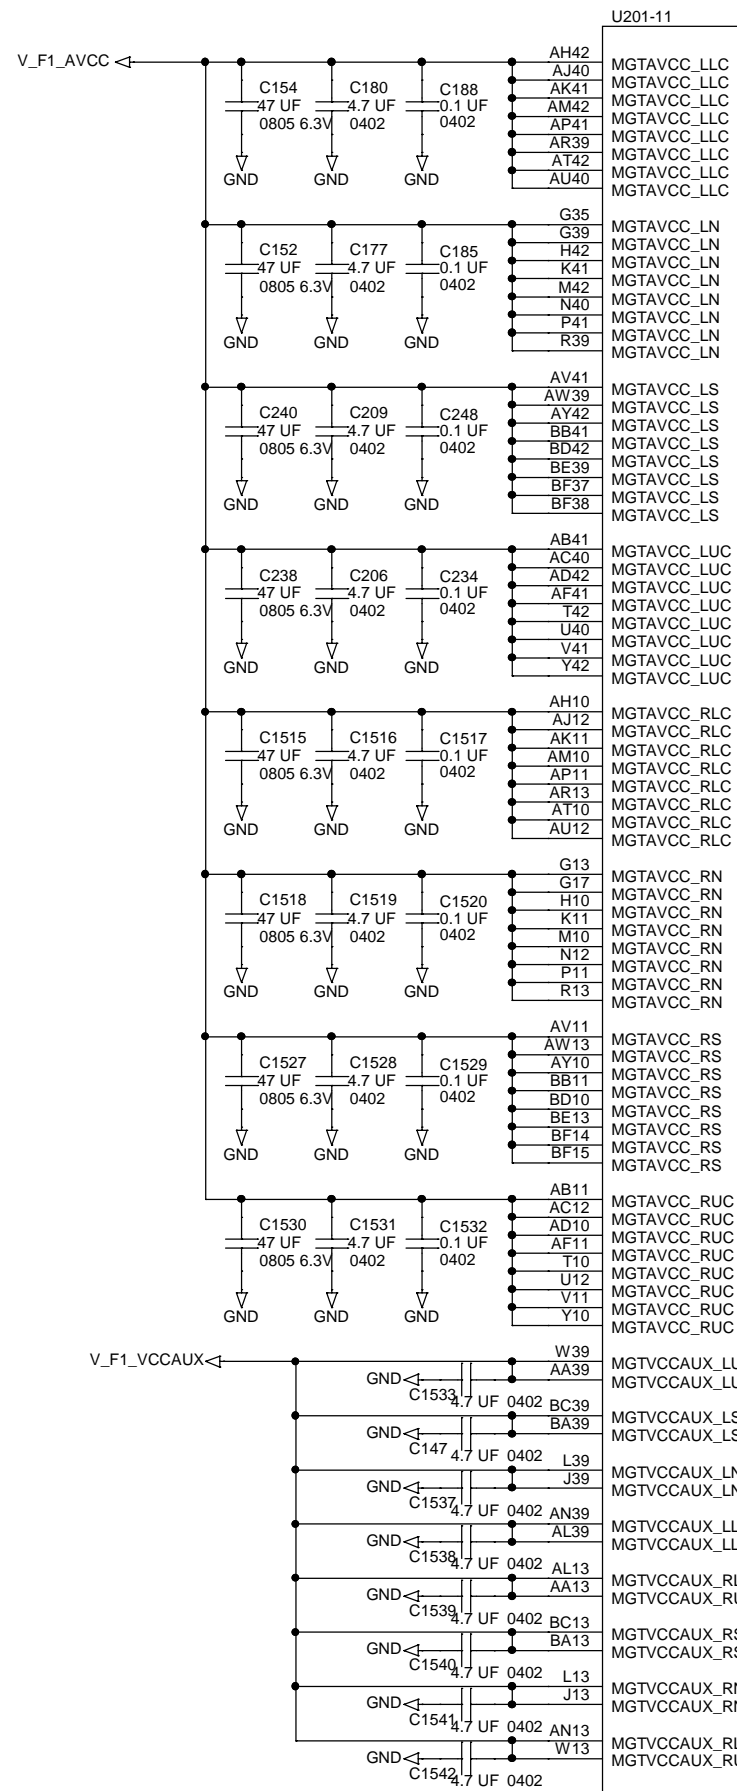 U201-11
V_F1_AVCC
C154 47 UF 0805 6.3V
C180 4.7 UF 0402
C188 0.1 UF 0402
GND GND GND
AH42 MGTAVCC_LLC
AJ40 MGTAVCC_LLC
AK41 MGTAVCC_LLC
AM42 MGTAVCC_LLC
AP41 MGTAVCC_LLC
AR39 MGTAVCC_LLC
AT42 MGTAVCC_LLC
AU40 MGTAVCC_LLC
C152 47 UF 0805 6.3V
C177 4.7 UF 0402
C185 0.1 UF 0402
GND GND GND
G35 MGTAVCC_LN
G39 MGTAVCC_LN
H42 MGTAVCC_LN
K41 MGTAVCC_LN
M42 MGTAVCC_LN
N40 MGTAVCC_LN
P41 MGTAVCC_LN
R39 MGTAVCC_LN
C240 47 UF 0805 6.3V
C209 4.7 UF 0402
C248 0.1 UF 0402
GND GND GND
AV41 MGTAVCC_LS
AW39 MGTAVCC_LS
AY42 MGTAVCC_LS
BB41 MGTAVCC_LS
BD42 MGTAVCC_LS
BE39 MGTAVCC_LS
BF37 MGTAVCC_LS
BF38 MGTAVCC_LS
C238 47 UF 0805 6.3V
C206 4.7 UF 0402
C234 0.1 UF 0402
GND GND GND
AB41 MGTAVCC_LUC
AC40 MGTAVCC_LUC
AD42 MGTAVCC_LUC
AF41 MGTAVCC_LUC
T42 MGTAVCC_LUC
U40 MGTAVCC_LUC
V41 MGTAVCC_LUC
Y42 MGTAVCC_LUC
C1515 47 UF 0805 6.3V
C1516 4.7 UF 0402
C1517 0.1 UF 0402
GND GND GND
AH10 MGTAVCC_RLC
AJ12 MGTAVCC_RLC
AK11 MGTAVCC_RLC
AM10 MGTAVCC_RLC
AP11 MGTAVCC_RLC
AR13 MGTAVCC_RLC
AT10 MGTAVCC_RLC
AU12 MGTAVCC_RLC
C1518 47 UF 0805 6.3V
C1519 4.7 UF 0402
C1520 0.1 UF 0402
GND GND GND
G13 MGTAVCC_RN
G17 MGTAVCC_RN
H10 MGTAVCC_RN
K11 MGTAVCC_RN
M10 MGTAVCC_RN
N12 MGTAVCC_RN
P11 MGTAVCC_RN
R13 MGTAVCC_RN
C1527 47 UF 0805 6.3V
C1528 4.7 UF 0402
C1529 0.1 UF 0402
GND GND GND
AV11 MGTAVCC_RS
AW13 MGTAVCC_RS
AY10 MGTAVCC_RS
BB11 MGTAVCC_RS
BD10 MGTAVCC_RS
BE13 MGTAVCC_RS
BF14 MGTAVCC_RS
BF15 MGTAVCC_RS
C1530 47 UF 0805 6.3V
C1531 4.7 UF 0402
C1532 0.1 UF 0402
GND GND GND
AB11 MGTAVCC_RUC
AC12 MGTAVCC_RUC
AD10 MGTAVCC_RUC
AF11 MGTAVCC_RUC
T10 MGTAVCC_RUC
U12 MGTAVCC_RUC
V11 MGTAVCC_RUC
Y10 MGTAVCC_RUC
V_F1_VCCAUX
W39 MGTVCCAUX_LU
AA39 MGTVCCAUX_LU
GND C1533 4.7 UF 0402
BC39 MGTVCCAUX_LS
BA39 MGTVCCAUX_LS
GND C147 4.7 UF 0402
L39 MGTVCCAUX_LN
J39 MGTVCCAUX_LN
GND C1537 4.7 UF 0402
AN39 MGTVCCAUX_LL
AL39 MGTVCCAUX_LL
GND C1538 4.7 UF 0402
AL13 MGTVCCAUX_RL
AA13 MGTVCCAUX_RU
GND C1539 4.7 UF 0402
BC13 MGTVCCAUX_RS
BA13 MGTVCCAUX_RS
GND C1540 4.7 UF 0402
L13 MGTVCCAUX_RN
J13 MGTVCCAUX_RN
GND C1541 4.7 UF 0402
AN13 MGTVCCAUX_RL
W13 MGTVCCAUX_RU
GND C1542 4.7 UF 0402